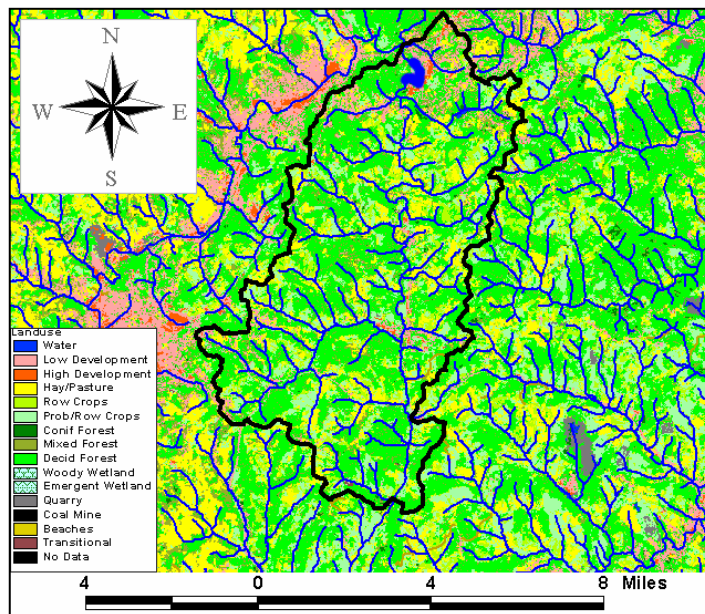 N
W E
S
Landuse
Water
Low Development
High Development
Hay/Pasture
Row Crops
Prob/Row Crops
Conif Forest
Mixed Forest
Decid Forest
Woody Wetland
Emergent Wetland
Quarry
Coal Mine
Beaches
Transitional
No Data
4 0 4 8 Miles